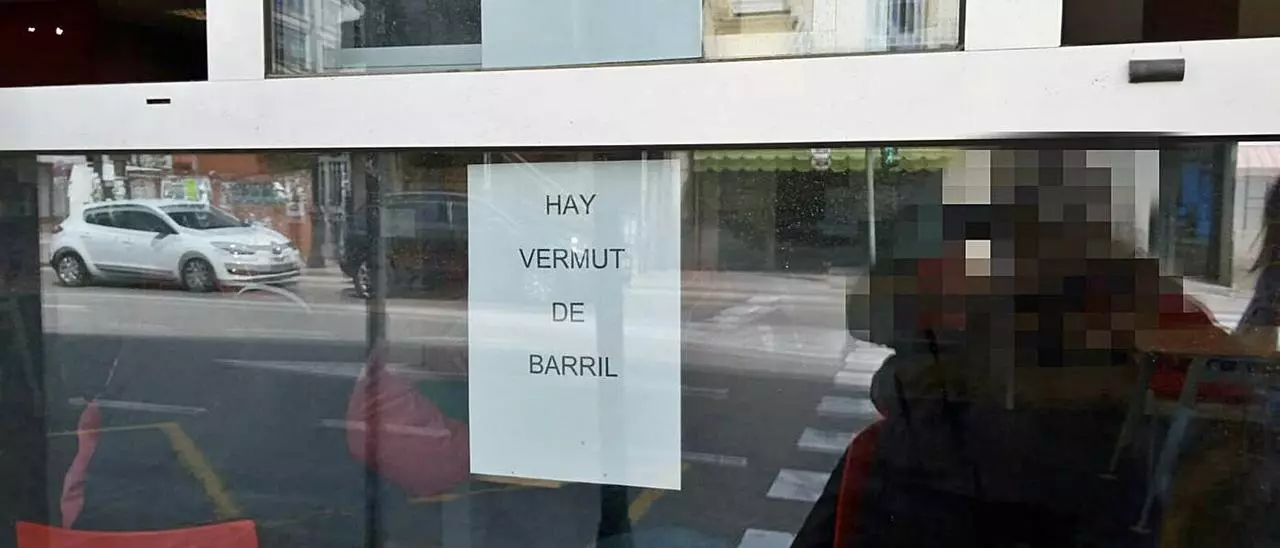 HAY
VERMUT
DE
BARRIL